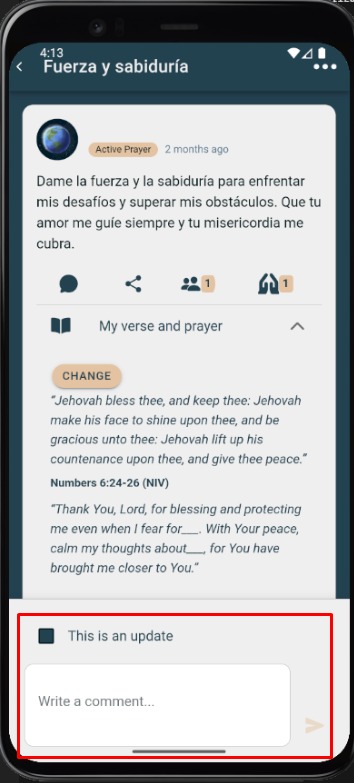 4:13
Fuerza y sabiduría
Active Prayer 2 months ago
Dame la fuerza y la sabiduría para enfrentar
mis desafíos y superar mis obstáculos. Que tu
amor me guíe siempre y tu misericordia me
cubra.
1 1
My verse and prayer
CHANGE
“Jehovah bless thee, and keep thee: Jehovah
make his face to shine upon thee, and be
gracious unto thee: Jehovah lift up his
countenance upon thee, and give thee peace.”
Numbers 6:24-26 (NIV)
“Thank You, Lord, for blessing and protecting
me even when I fear for___. With Your peace,
calm my thoughts about___, for You have
brought me closer to You.”
This is an update
Write a comment...